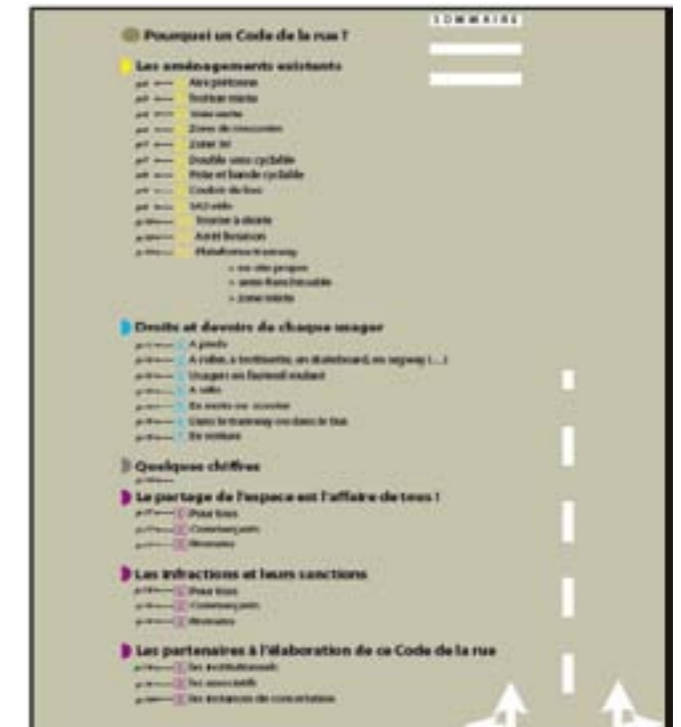 SOMMAIRE
Pourquoi un Code de la rue ?
Les aménagements existants
Aire piétonne
Trottoir mixte
Voie verte
Zone de rencontre
Zone 30
Double sens cyclable
Piste et bande cyclable
Couloir de bus
SAS vélo
Tourne à droite
Arrêt livraison
Plateforme tramway
> en site propre
> semi-franchissable
> zone mixte
Droits et devoirs de chaque usager
A pieds
A roller, à trottinette, en skateboard, en segway (…)
Usagers en fauteuil roulant
A vélo
En moto ou scooter
Dans le tramway ou dans le bus
En voiture
Quelques chiffres
Le partage de l'espace est l'affaire de tous !
Pour tous
Commerçants
Riverains
Les infractions et leurs sanctions
Pour tous
Commerçants
Riverains
Les partenaires à l'élaboration de ce Code de la rue
les institutionnels
les associatifs
les instances de concertation